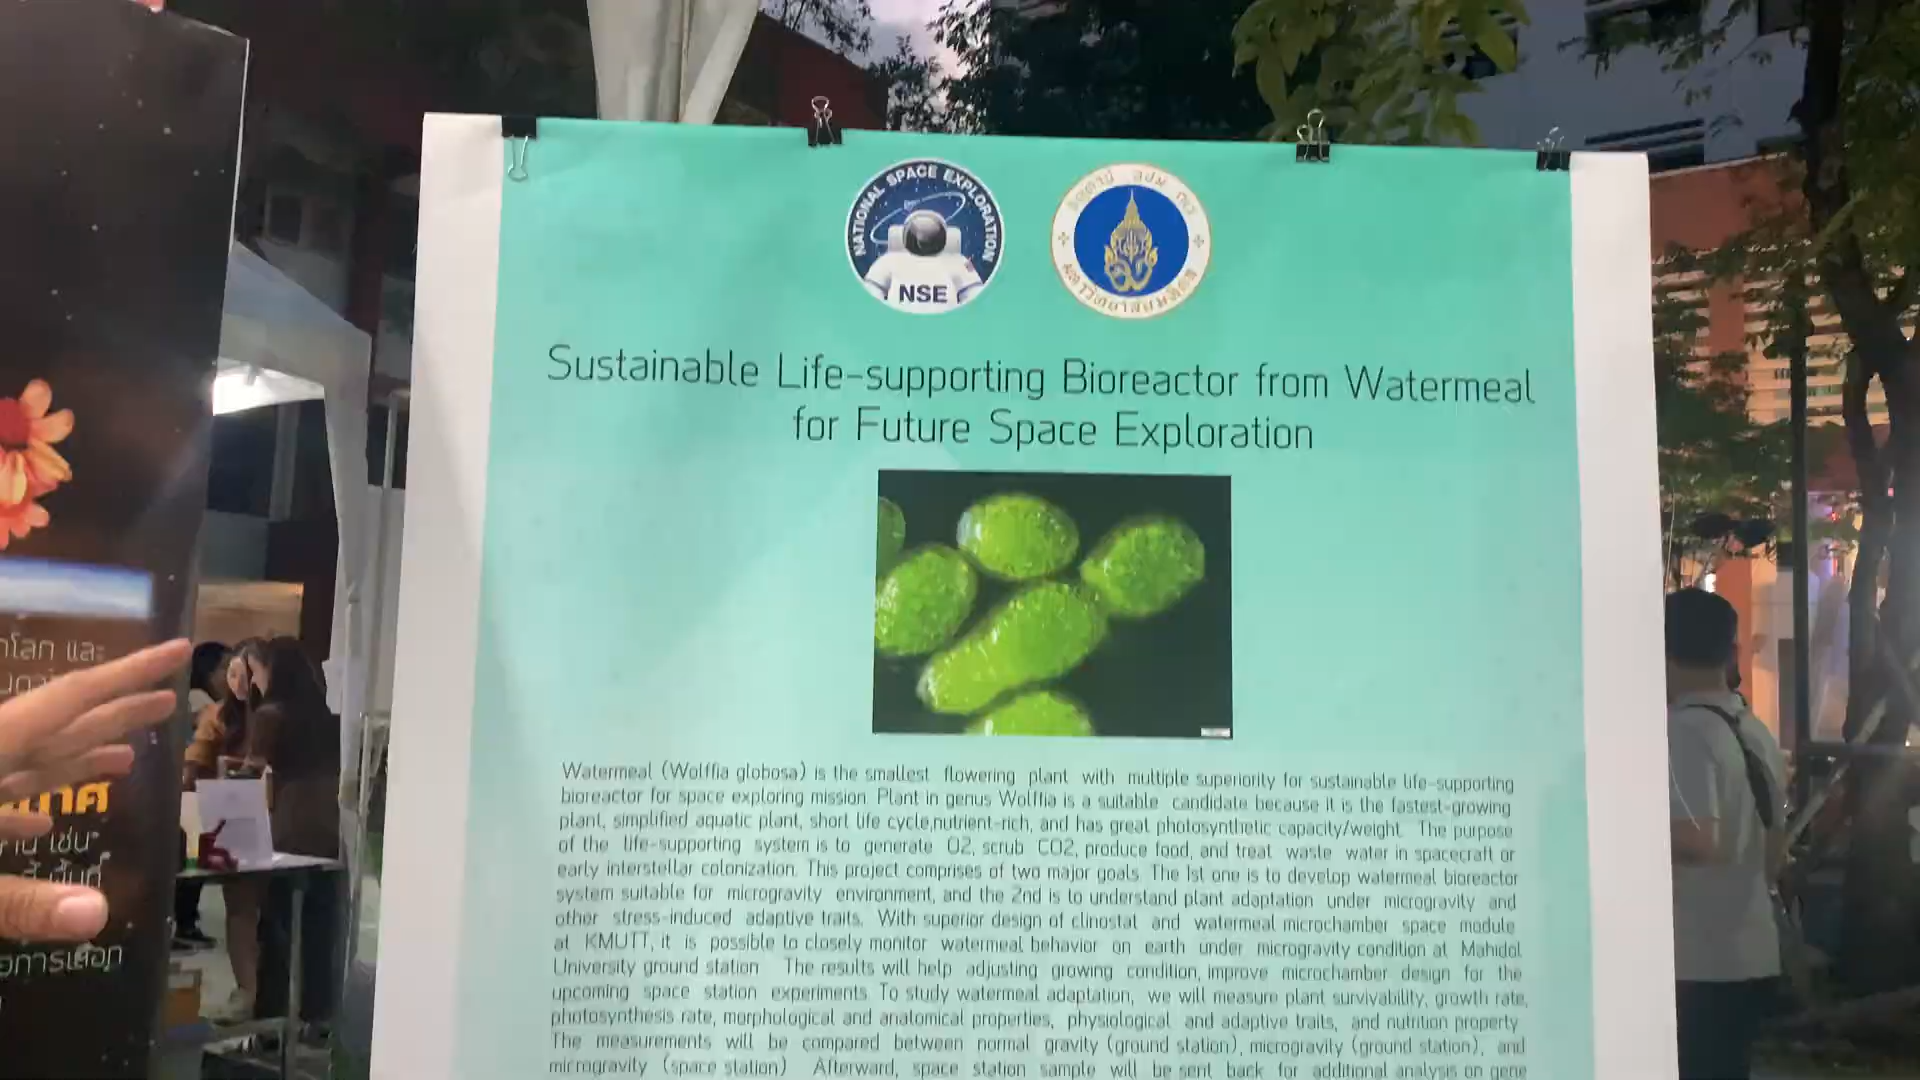 NATIONAL SPACE EXPLORATION
NSE
Sustainable Life-supporting Bioreactor from Watermeal
for Future Space Exploration
Watermeal (Wolffia globosa) is the smallest flowering plant with multiple superiority for sustainable life-supporting
bioreactor for space exploring mission. Plant in genus Wolffia is a suitable candidate because it is the fastest-growing
plant, simplified aquatic plant, short life cycle,nutrient-rich, and has great photosynthetic capacity/weight. The purpose
of the life-supporting system is to generate O2, scrub CO2, produce food, and treat waste water in spacecraft or
early interstellar colonization. This project comprises of two major goals. The 1st one is to develop watermeal bioreactor
system suitable for microgravity environment, and the 2nd is to understand plant adaptation under microgravity and
other stress-induced adaptive traits. With superior design of clinostat and watermeal microchamber space module
at KMUTT, it is possible to closely monitor watermeal behavior on earth under microgravity condition at Mahidol
University ground station. The results will help adjusting growing condition, improve microchamber design for the
upcoming space station experiments. To study watermeal adaptation, we will measure plant survivability, growth rate,
photosynthesis rate, morphological and anatomical properties, physiological and adaptive traits, and nutrition property.
The measurements will be compared between normal gravity (ground station), microgravity (ground station), and
microgravity (space station). Afterward, space station sample will be sent back for additional analysis on gene
โลก และ